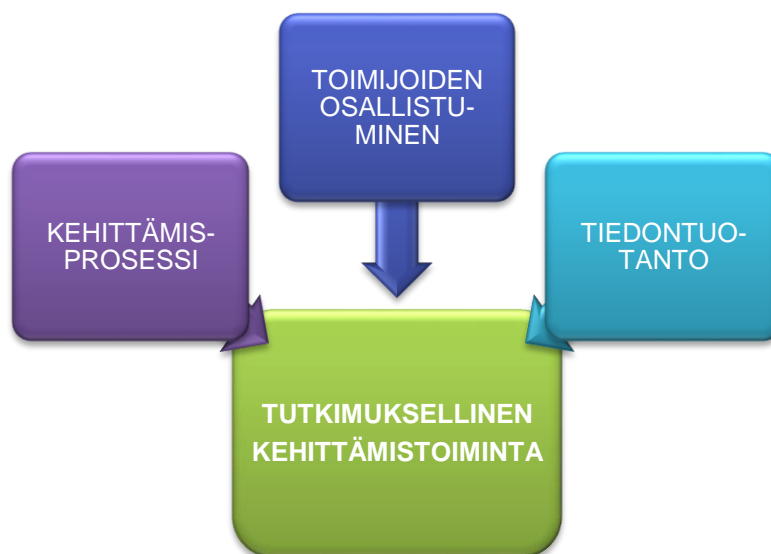 TOIMIJOIDEN
OSALLISTU-
MINEN
KEHITTÄMIS-
PROSESSI
TIEDONTUO-
TANTO
TUTKIMUKSELLINEN
KEHITTÄMISTOIMINTA